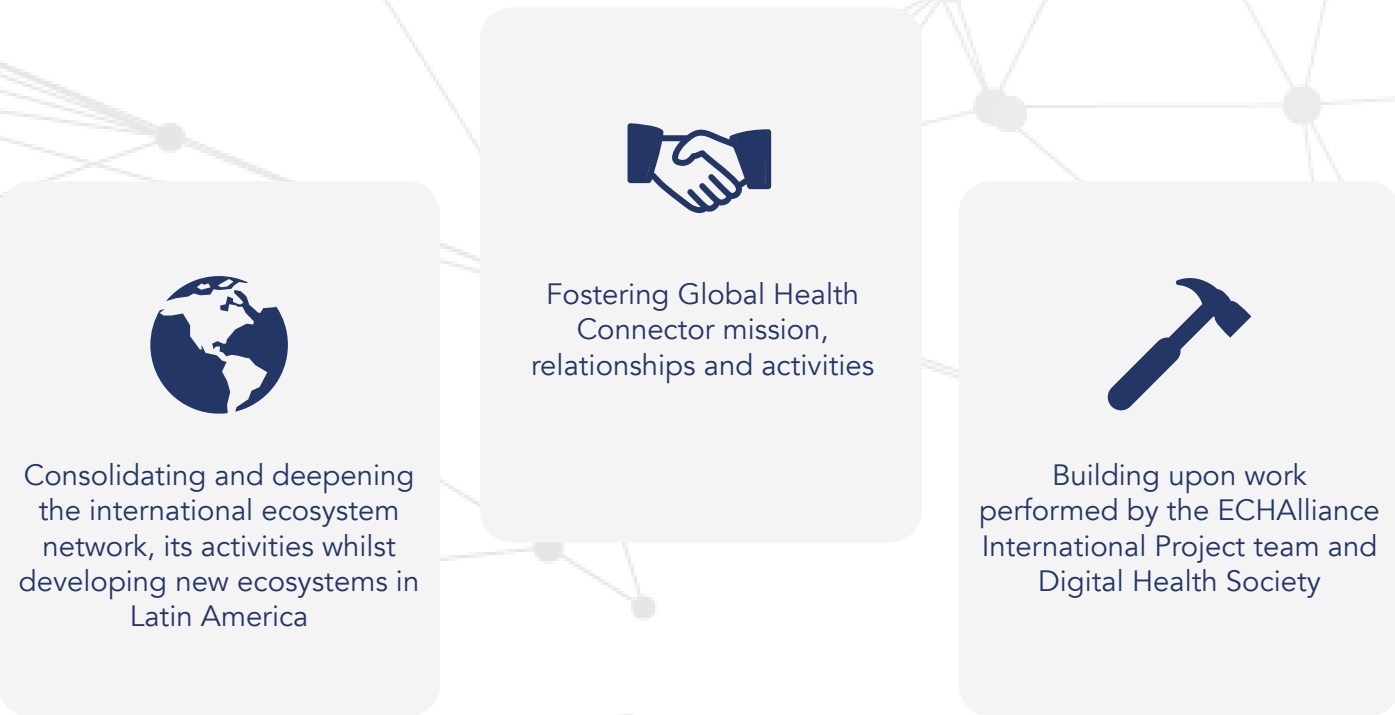 Consolidating and deepening
the international ecosystem
network, its activities whilst
developing new ecosystems in
Latin America
Fostering Global Health
Connector mission,
relationships and activities
Building upon work
performed by the ECHAlliance
International Project team and
Digital Health Society